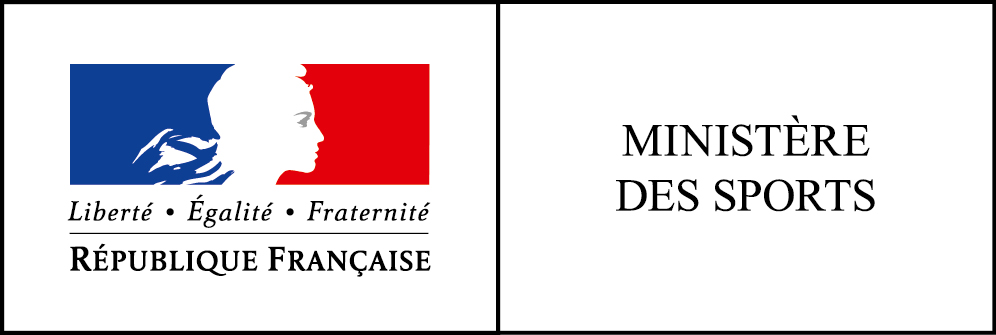 Liberté • Égalité • Fraternité
RÉPUBLIQUE FRANÇAISE
MINISTÈRE
DES SPORTS